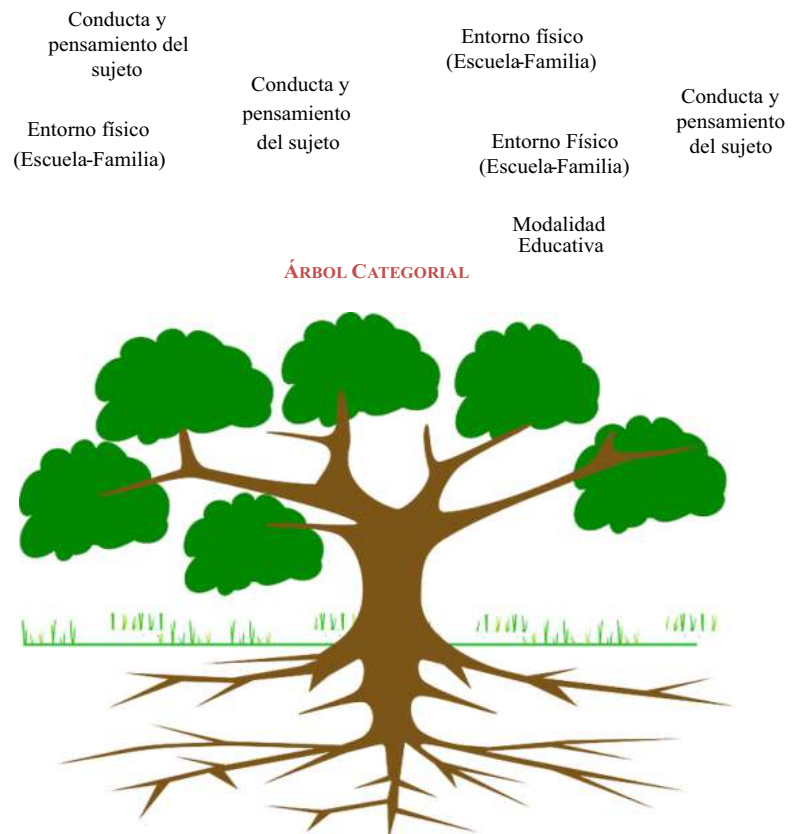 Conducta y
pensamiento del
sujeto
Entorno físico
(Escuela-Familia)
Conducta y
pensamiento
del sujeto
Entorno físico
(Escuela-Familia)
Entorno Físico
(Escuela-Familia)
Conducta y
pensamiento
del sujeto
Modalidad
Educativa
ÁRBOL CATEGORIAL